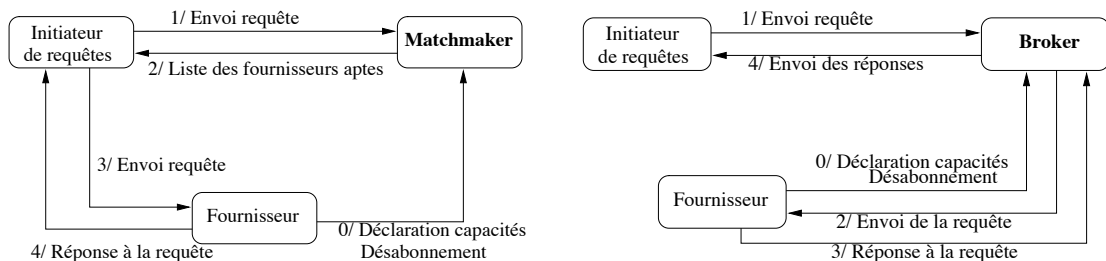 1/ Envoi requête
Initiateur
de requêtes
Matchmaker
2/ Liste des fournisseurs aptes
3/ Envoi requête
Fournisseur
0/ Déclaration capacités
Désabonnement
4/ Réponse à la requête
1/ Envoi requête
Initiateur
de requêtes
Broker
4/ Envoi des réponses
0/ Déclaration capacités
Désabonnement
Fournisseur
2/ Envoi de la requête
3/ Réponse à la requête